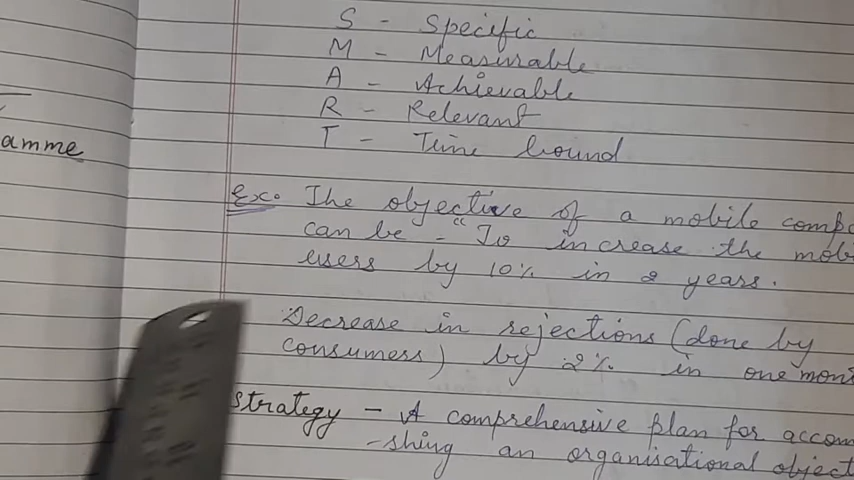 S - Specific
M - Measurable
A - Achievable
R - Relevant
T - Time bound
amme
Ex. The objective of a mobile compa
can be - "To increase the mob
users by 10% in 2 years.
Decrease in rejections (done by
consumess) by 2% in one mon
Strategy - A comprehensive plan for accom
-shing an organisational object